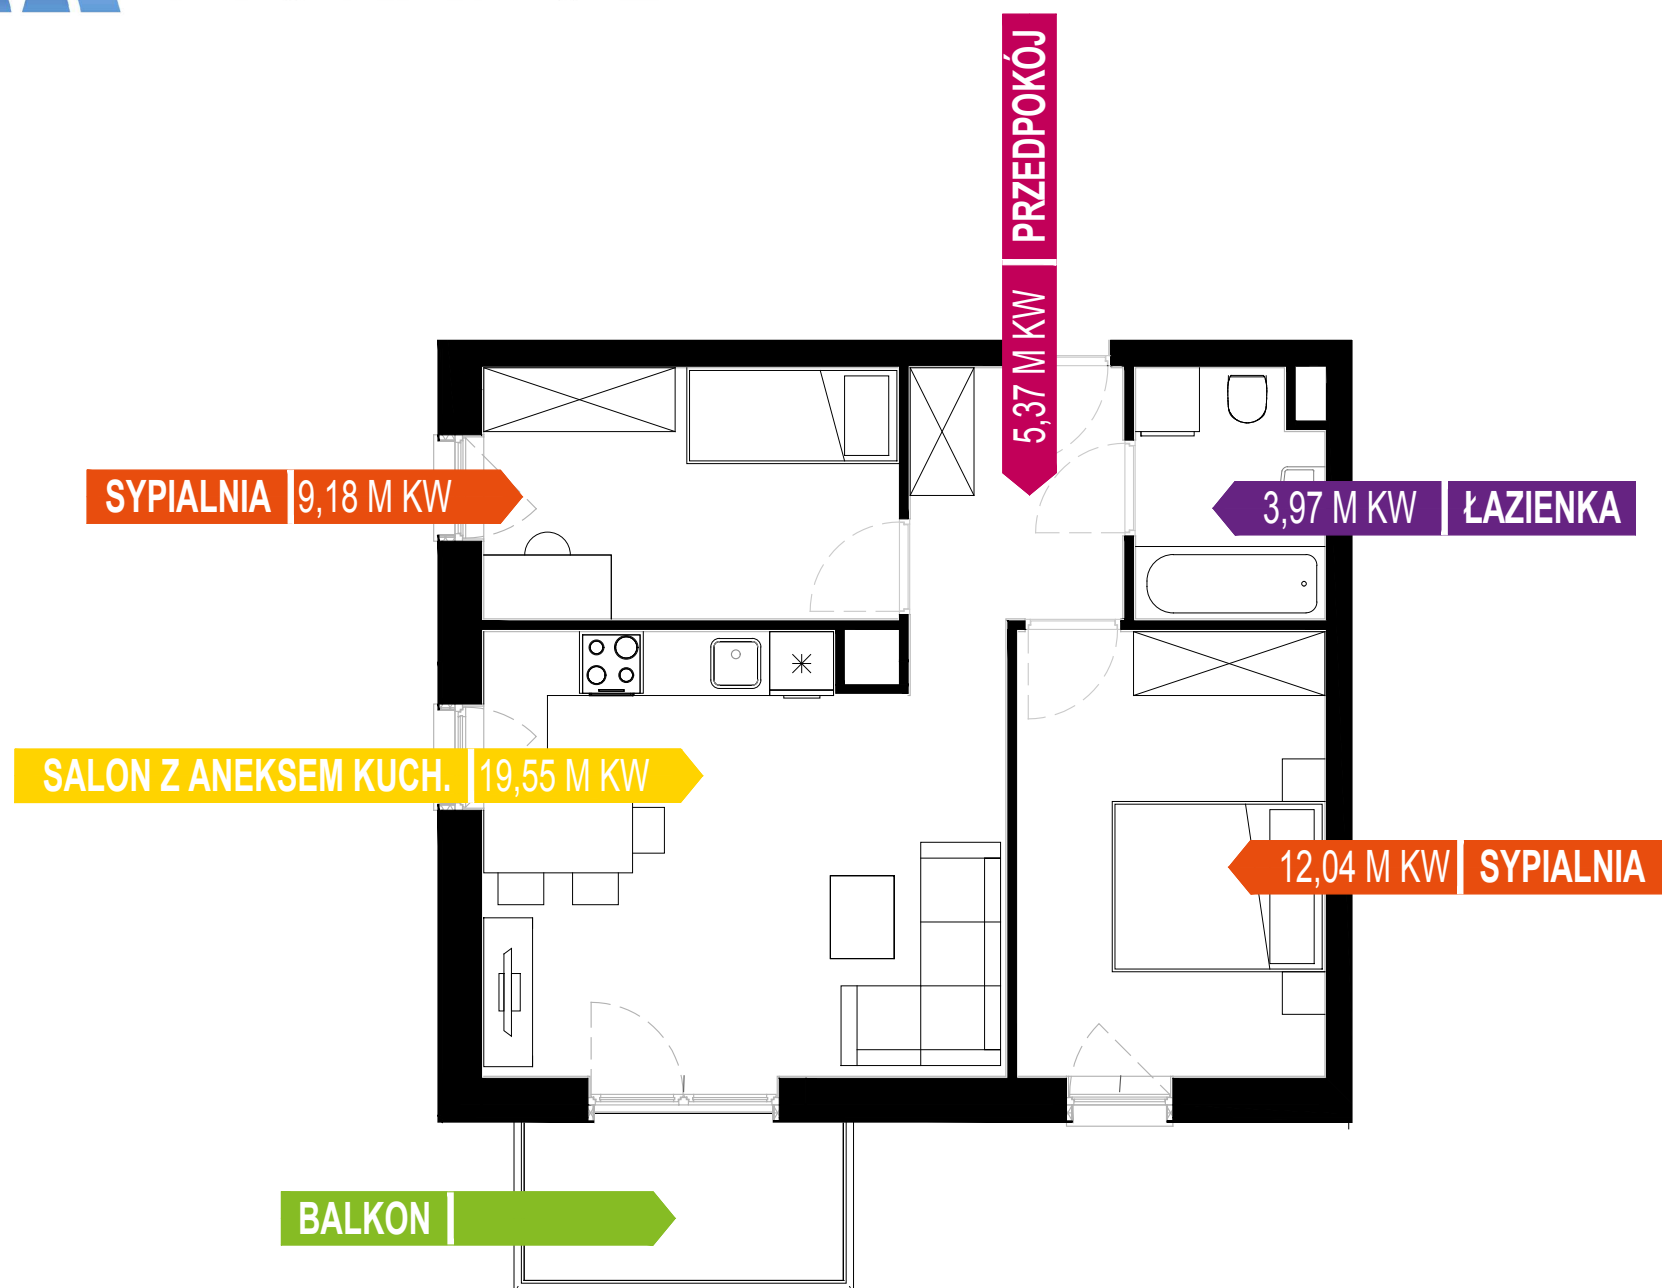 PRZEDPOKÓJ
5,37 M KW
SYPIALNIA 9,18 M KW
3,97 M KW ŁAZIENKA
SALON Z ANEKSEM KUCH. 19,55 M KW
12,04 M KW SYPIALNIA
BALKON